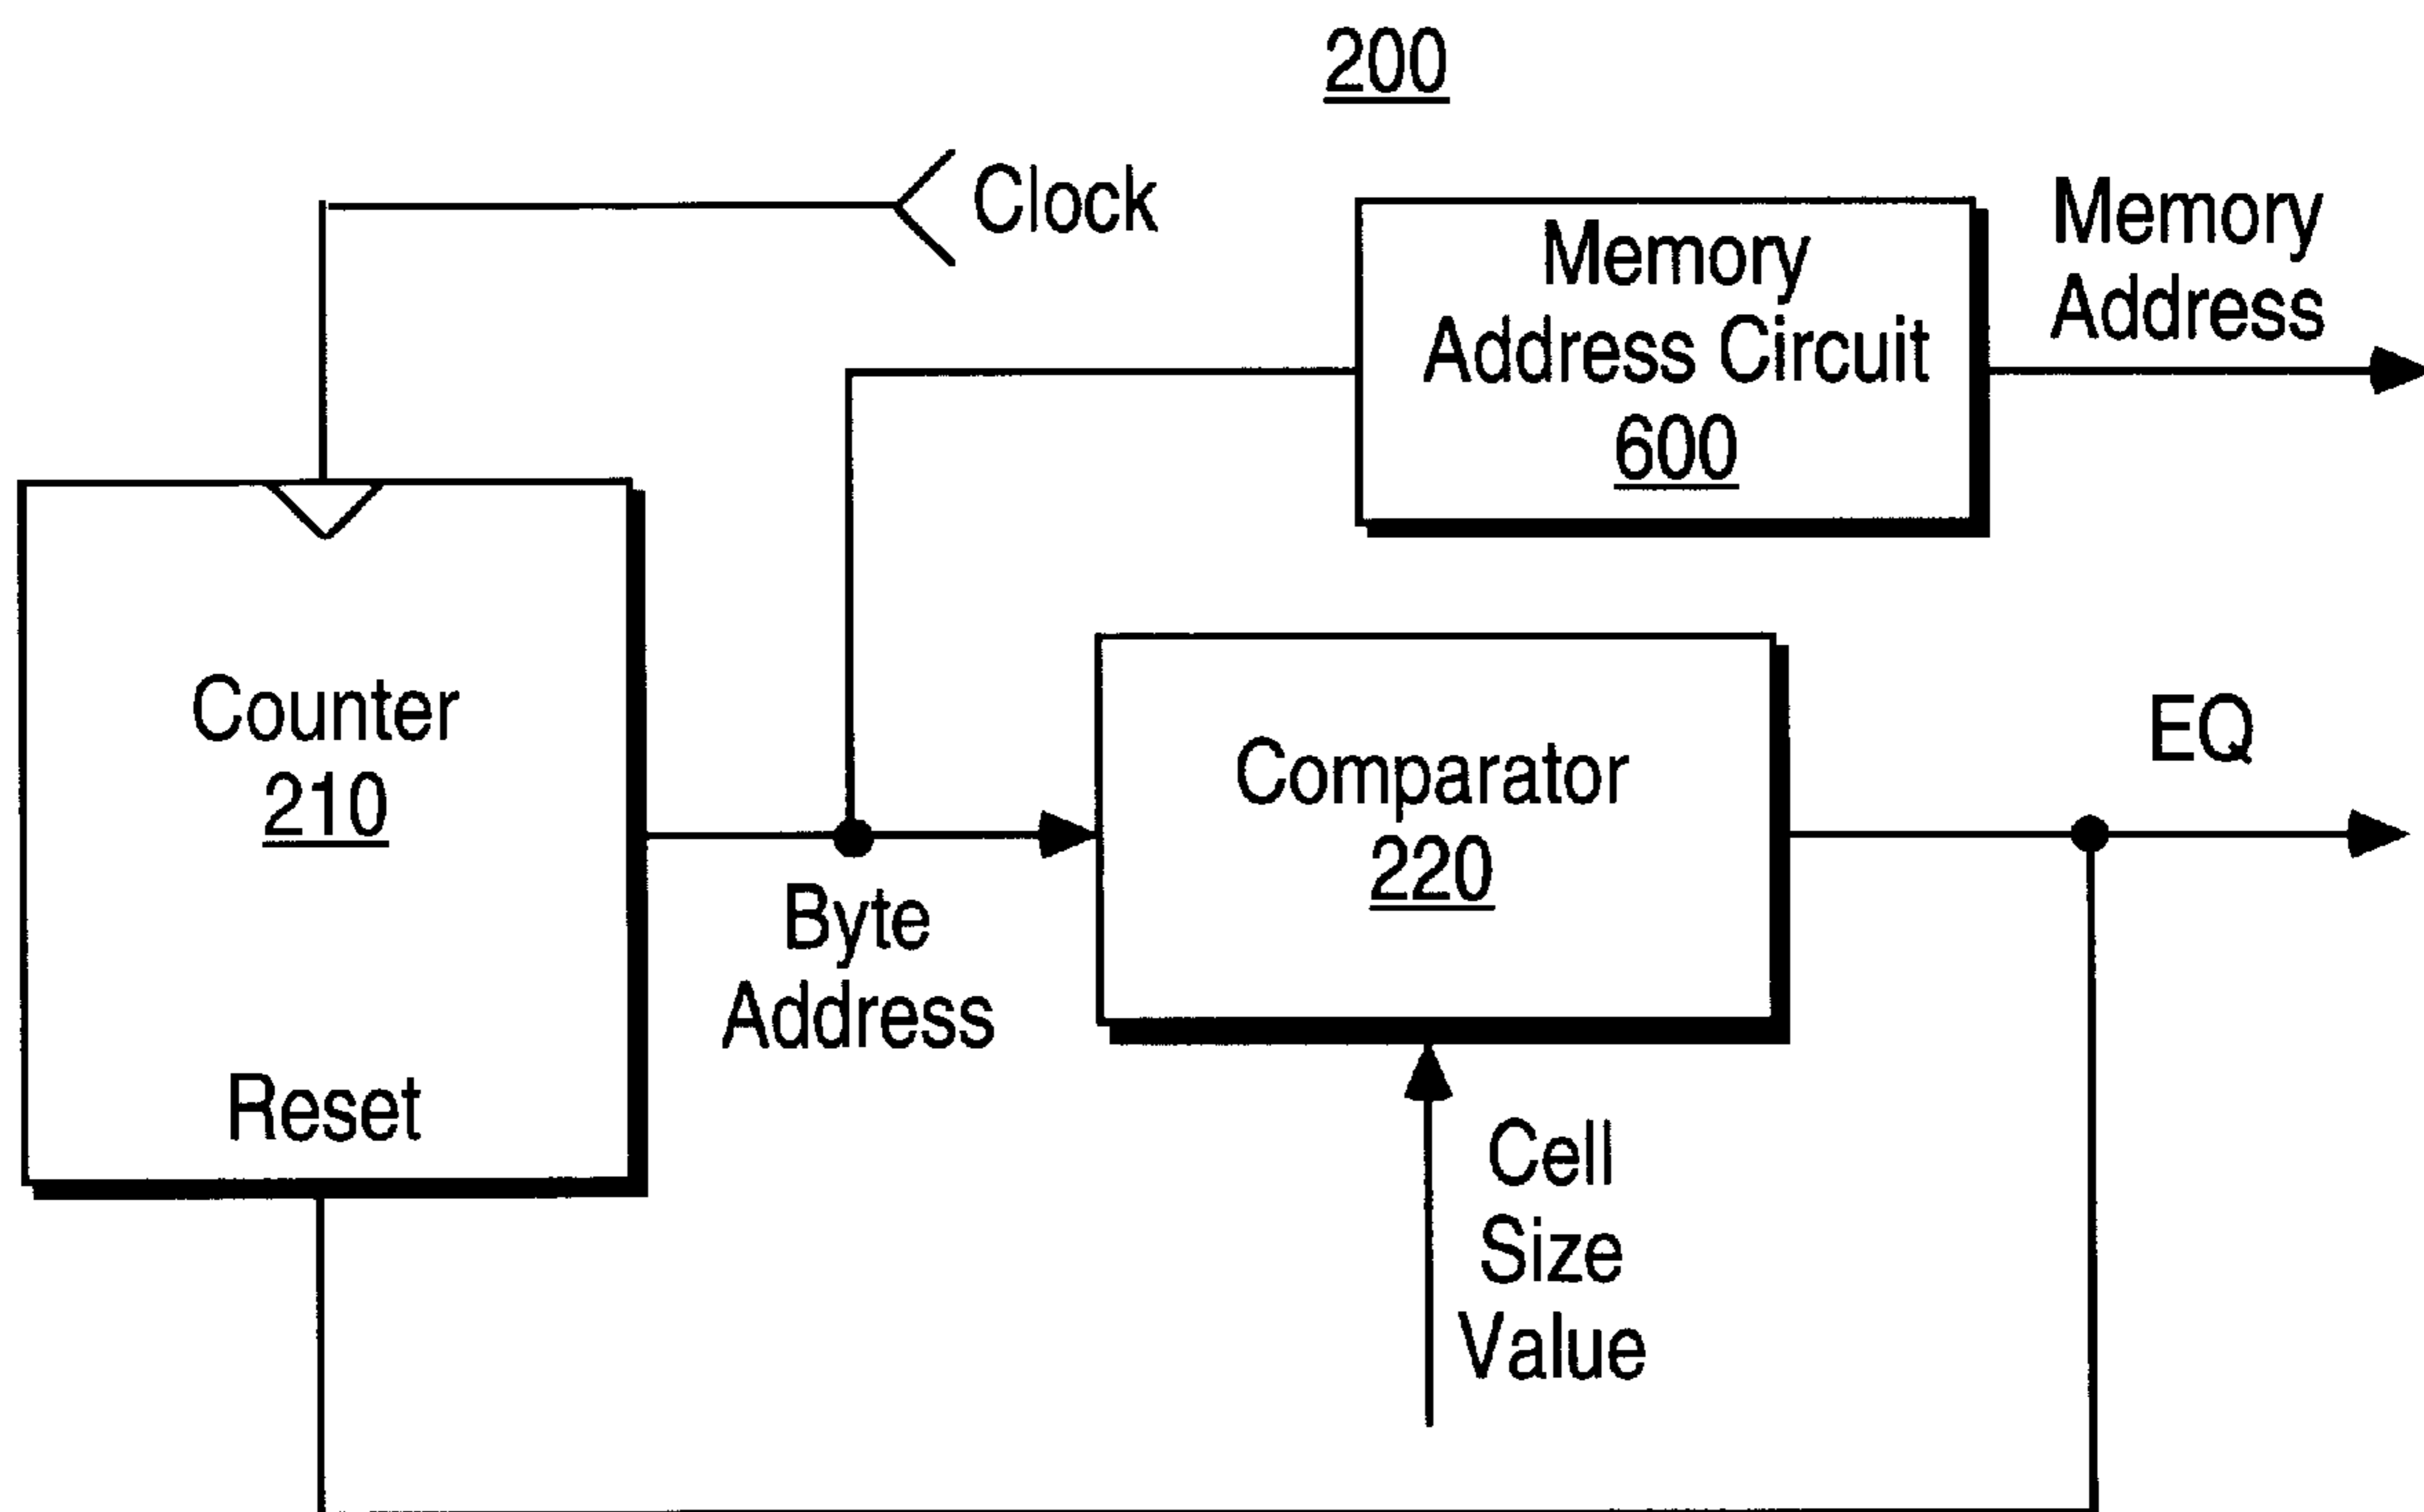 200
Clock
Memory
Address Circuit
600
Memory
Address
Counter
210
Reset
Byte
Address
Comparator
220
EQ
Cell
Size
Value